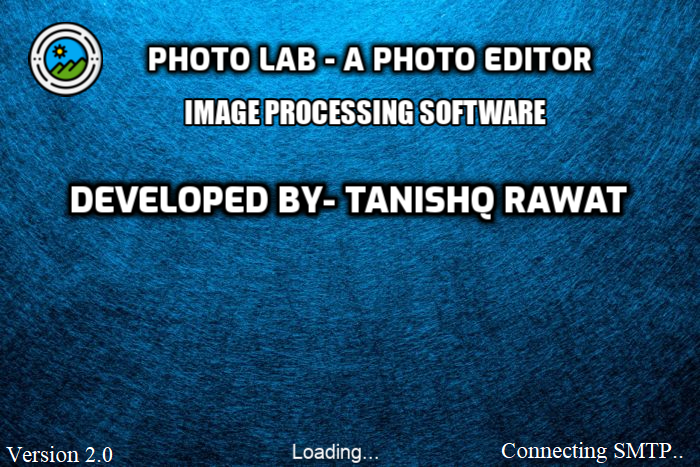 PHOTO LAB - A PHOTO EDITOR
IMAGE PROCESSING SOFTWARE
DEVELOPED BY- TANISHQ RAWAT
Version 2.0
Loading...
Connecting SMTP..